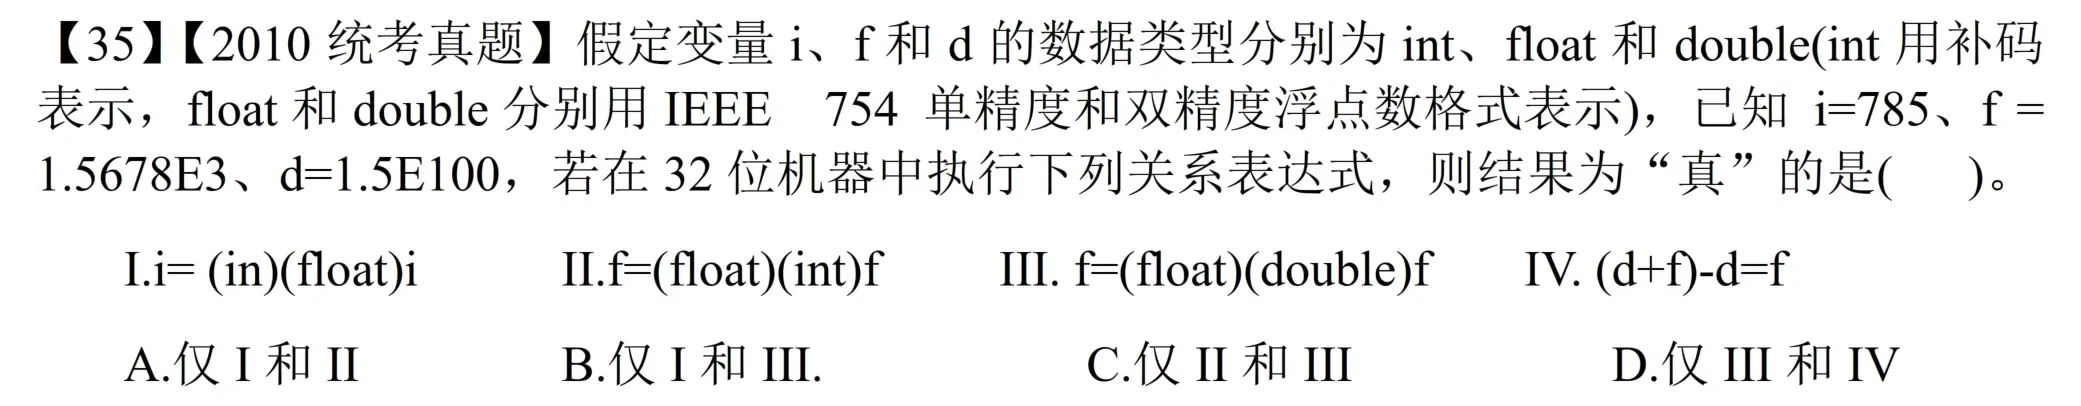 【35】【2010 统考真题】假定变量 i、f 和 d 的数据类型分别为 int、float 和 double(int 用补码
表示，float 和 double 分别用 IEEE 754 单精度和双精度浮点数格式表示)，已知 i=785、f =
1.5678E3、d=1.5E100，若在 32 位机器中执行下列关系表达式，则结果为“真”的是( )。
I.i= (in)(float)i II.f=(float)(int)f III. f=(float)(double)f IV. (d+f)-d=f
A.仅 I 和 II B.仅 I 和 III. C.仅 II 和 III D.仅 III 和 IV